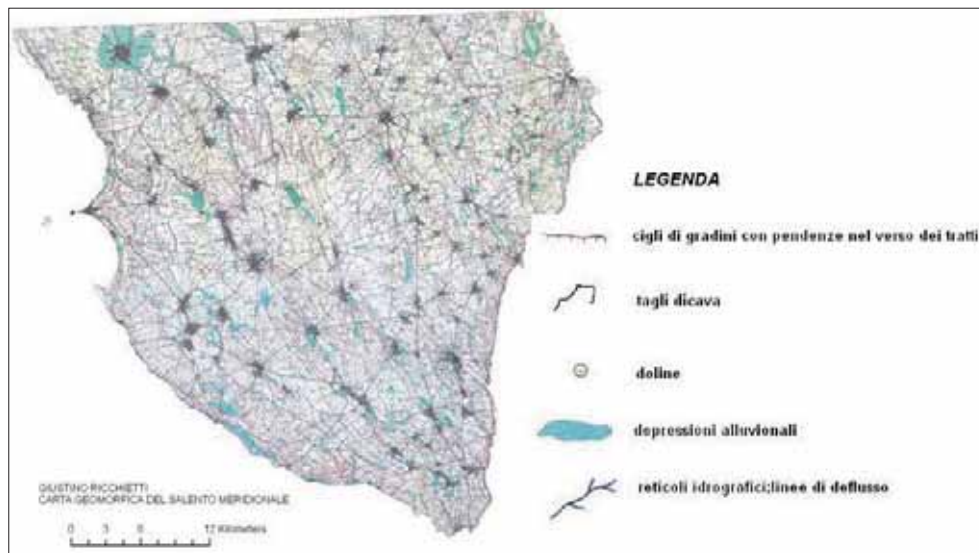 LEGENDA
cigli di gradini con pendenze nel verso dei tratti
tagli dicava
doline
depressioni alluvionali
reticoli idrografici;linee di deflusso
GIUSTINO RICCHIETTI
CARTA GEOMORFICA DEL SALENTO MERIDIONALE
0 3 6 12 Kilometers